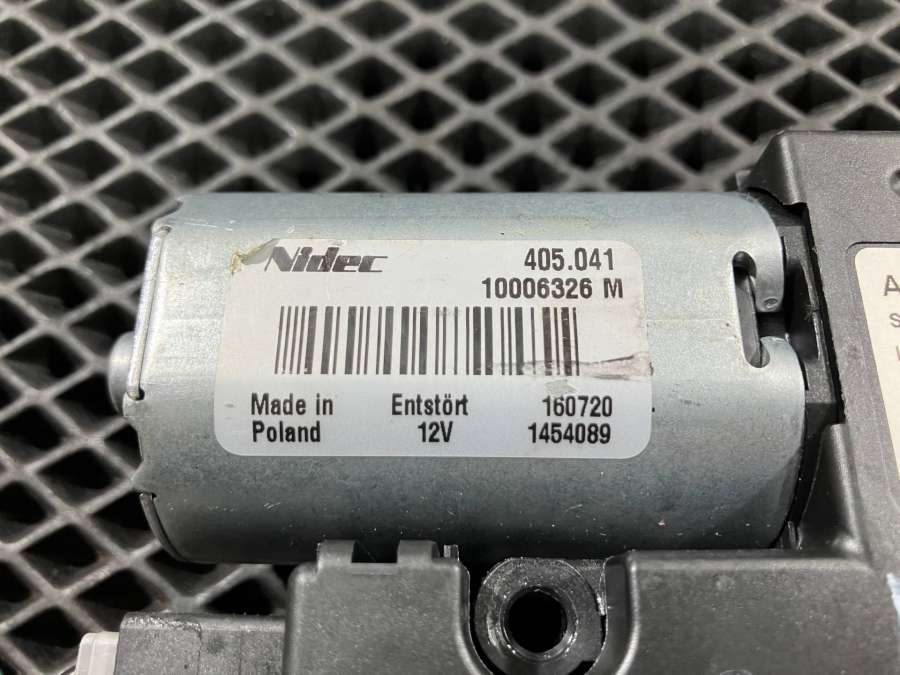 Nidec 405.041
10006326 M
Made in Entstört 160720
Poland 12V 1454089
A
s